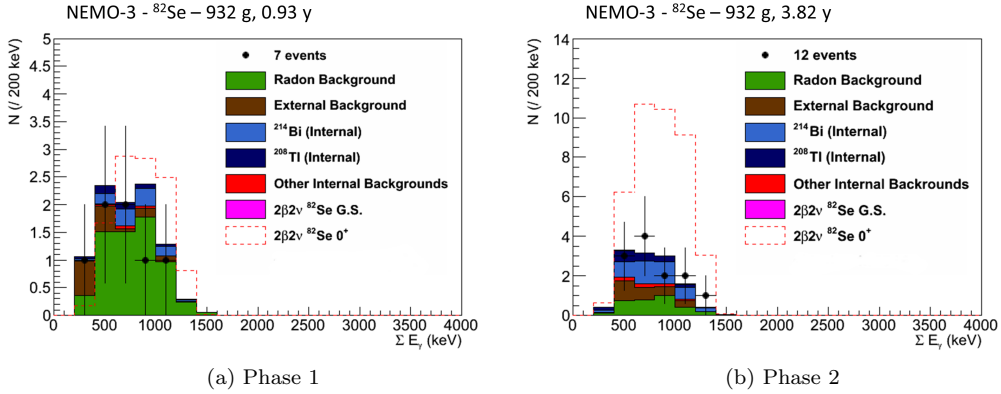 NEMO-3 - ⁸²Se – 932 g, 0.93 y
N (/ 200 keV)
5
4.5
4
3.5
3
2.5
2
1.5
1
0.5
0
7 events
Radon Background
External Background
²¹⁴Bi (Internal)
²⁰⁸Tl (Internal)
Other Internal Backgrounds
2β2ν ⁸²Se G.S.
2β2ν ⁸²Se 0⁺
0 500 1000 1500 2000 2500 3000 3500 4000
Σ Eγ (keV)
(a) Phase 1
NEMO-3 - ⁸²Se – 932 g, 3.82 y
N (/ 200 keV)
14
12
10
8
6
4
2
0
12 events
Radon Background
External Background
²¹⁴Bi (Internal)
²⁰⁸Tl (Internal)
Other Internal Backrounds
2β2ν ⁸²Se G.S.
2β2ν ⁸²Se 0⁺
0 500 1000 1500 2000 2500 3000 3500 4000
Σ Eγ (keV)
(b) Phase 2